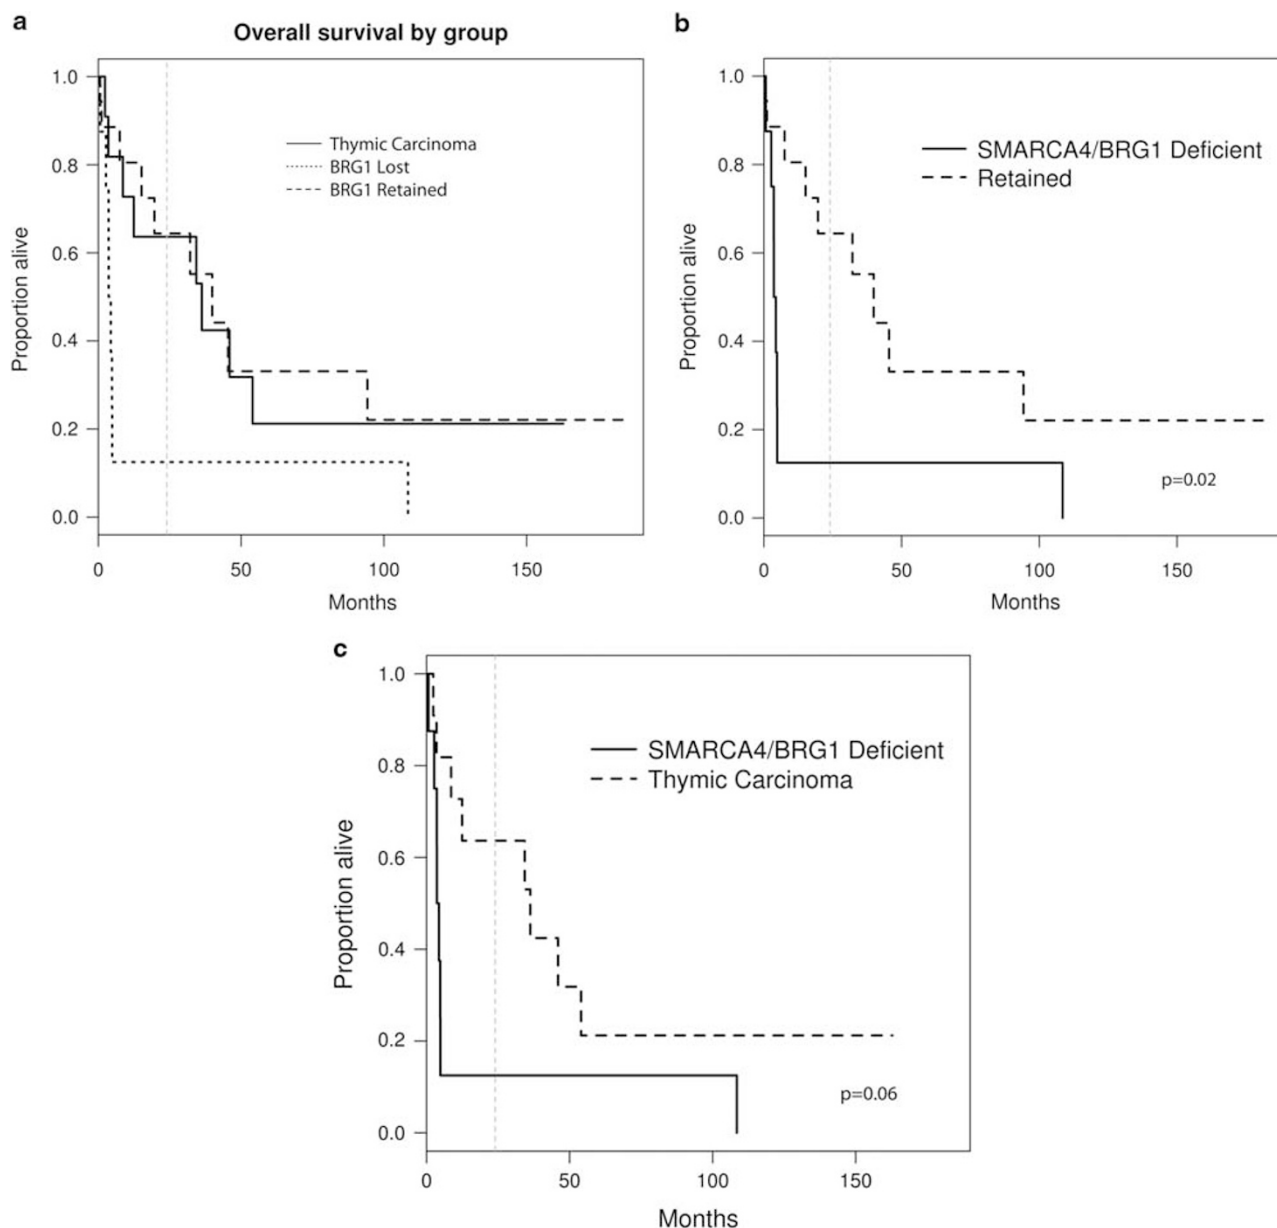 a
Overall survival by group
1.0
0.8
0.6
0.4
0.2
0.0
Proportion alive
Thymic Carcinoma
BRG1 Lost
BRG1 Retained
0 50 100 150
Months
b
1.0
0.8
0.6
0.4
0.2
0.0
Proportion alive
SMARCA4/BRG1 Deficient
Retained
p=0.02
0 50 100 150
Months
c
1.0
0.8
0.6
0.4
0.2
0.0
Proportion alive
SMARCA4/BRG1 Deficient
Thymic Carcinoma
p=0.06
0 50 100 150
Months